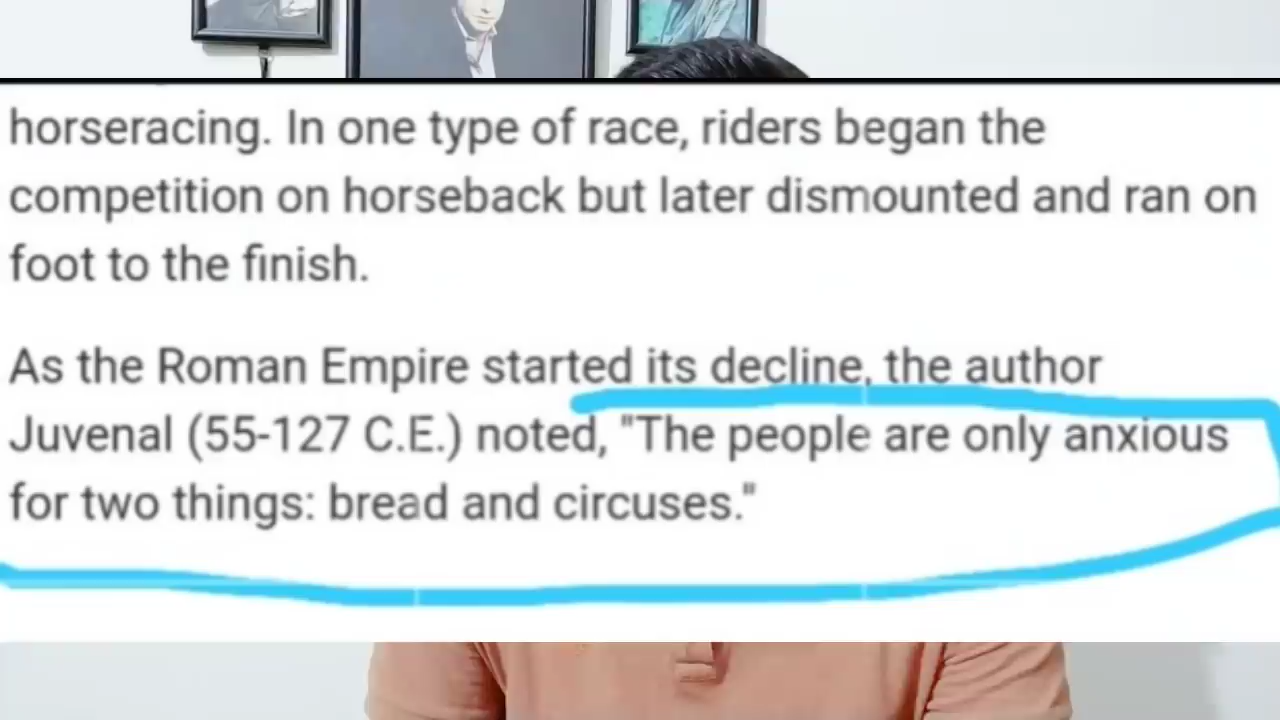 horseracing. In one type of race, riders began the
competition on horseback but later dismounted and ran on
foot to the finish.
As the Roman Empire started its decline, the author
Juvenal (55-127 C.E.) noted, "The people are only anxious
for two things: bread and circuses."